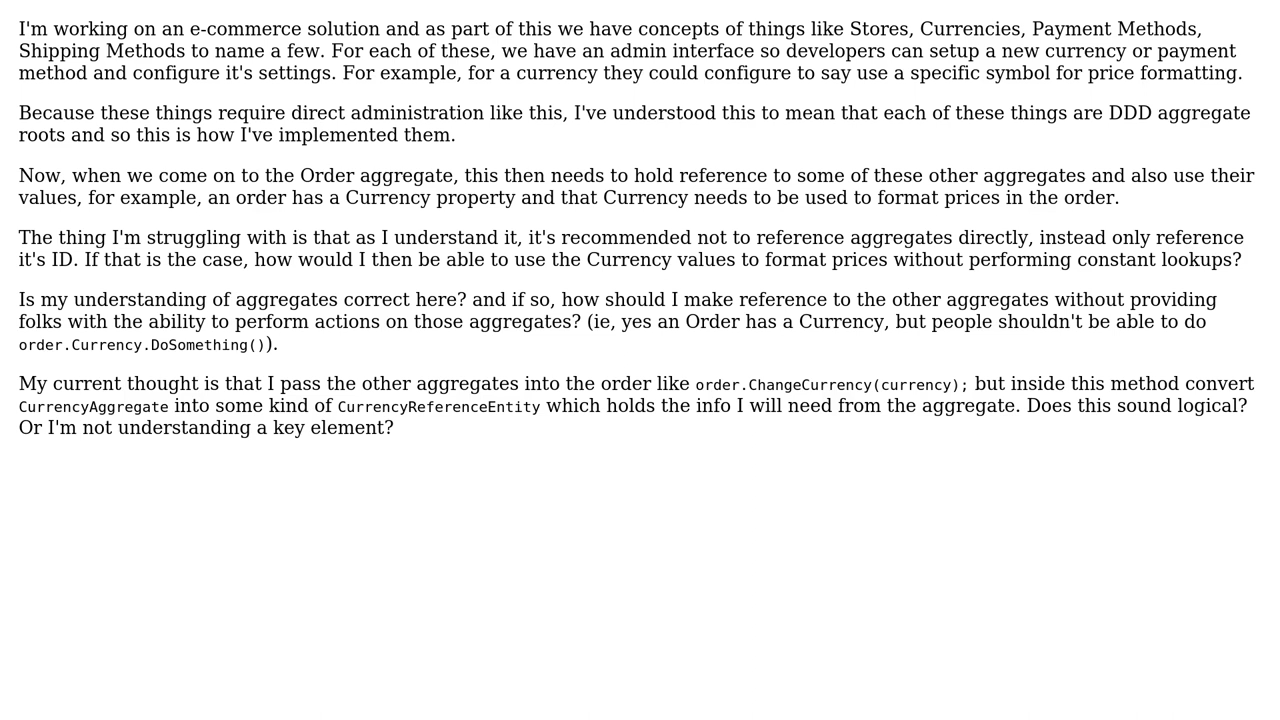 I'm working on an e-commerce solution and as part of this we have concepts of things like Stores, Currencies, Payment Methods,
Shipping Methods to name a few. For each of these, we have an admin interface so developers can setup a new currency or payment
method and configure it's settings. For example, for a currency they could configure to say use a specific symbol for price formatting.
Because these things require direct administration like this, I've understood this to mean that each of these things are DDD aggregate
roots and so this is how I've implemented them.
Now, when we come on to the Order aggregate, this then needs to hold reference to some of these other aggregates and also use their
values, for example, an order has a Currency property and that Currency needs to be used to format prices in the order.
The thing I'm struggling with is that as I understand it, it's recommended not to reference aggregates directly, instead only reference
it's ID. If that is the case, how would I then be able to use the Currency values to format prices without performing constant lookups?
Is my understanding of aggregates correct here? and if so, how should I make reference to the other aggregates without providing
folks with the ability to perform actions on those aggregates? (ie, yes an Order has a Currency, but people shouldn't be able to do
order.Currency.DoSomething()).
My current thought is that I pass the other aggregates into the order like order.ChangeCurrency(currency); but inside this method convert
CurrencyAggregate into some kind of CurrencyReferenceEntity which holds the info I will need from the aggregate. Does this sound logical?
Or I'm not understanding a key element?